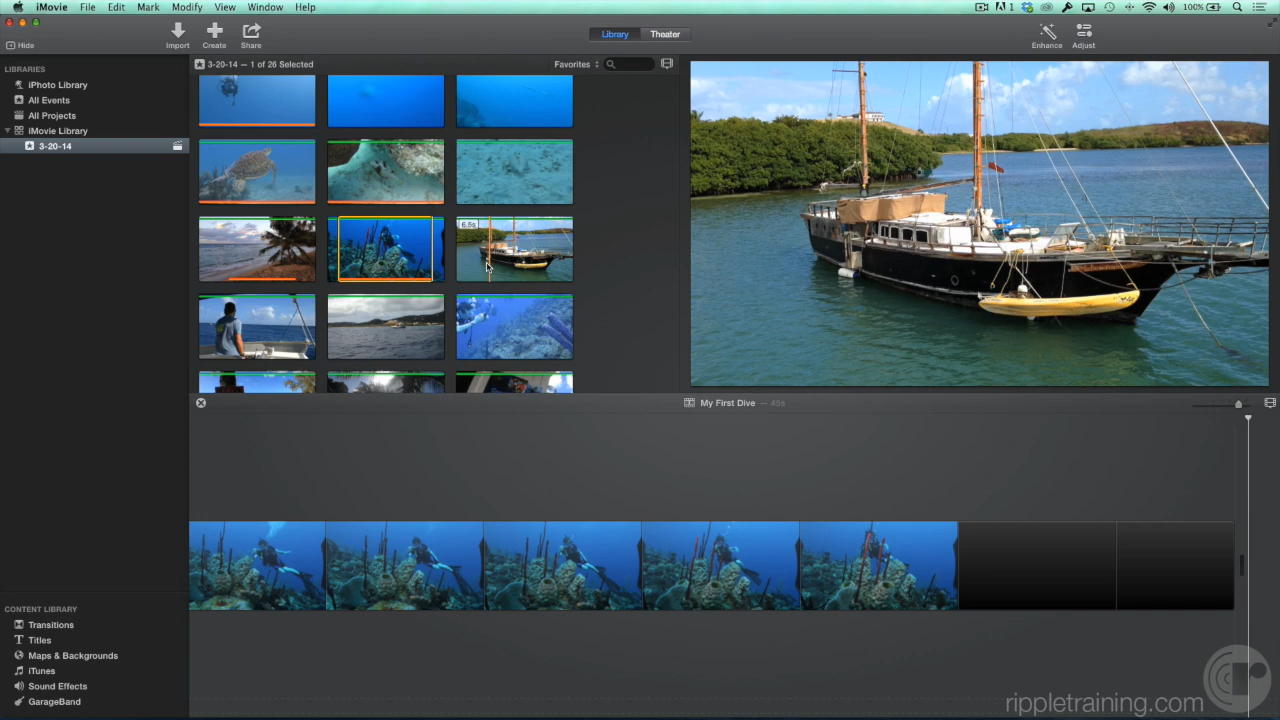 iMovie File Edit Mark Modify View Window Help
1 100%
Hide
Import Create Share
Library Theater
Enhance Adjust
LIBRARIES
iPhoto Library
All Events
All Projects
iMovie Library
3-20-14
3-20-14 — 1 of 26 Selected
Favorites
6.5s
My First Dive — 45s
CONTENT LIBRARY
Transitions
Titles
Maps & Backgrounds
iTunes
Sound Effects
GarageBand
rippletraining.com